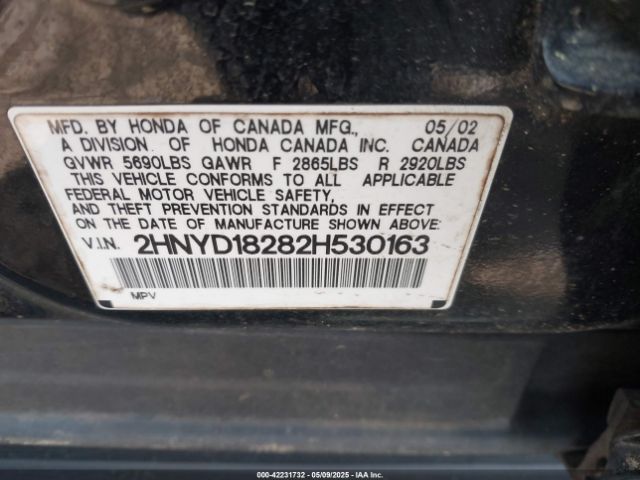 MFD. BY HONDA OF CANADA MFG., 05/02
A DIVISION OF HONDA CANADA INC. CANADA
GVWR 5690LBS GAWR F 2865LBS R 2920LBS
THIS VEHICLE CONFORMS TO ALL APPLICABLE
FEDERAL MOTOR VEHICLE SAFETY,
AND THEFT PREVENTION STANDARDS IN EFFECT
ON THE DATE OF MANUFACTURE SHOWN ABOVE:
V.I.N. 2HNYD18282H530163
MPV
000-42231732 - 05/09/2025 - IAA Inc.